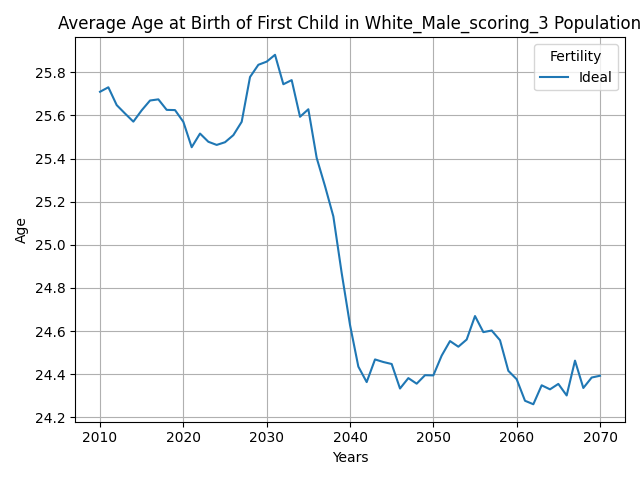 Average Age at Birth of First Child in White_Male_scoring_3 Population
Fertility
Ideal
Age
25.8
25.6
25.4
25.2
25.0
24.8
24.6
24.4
24.2
2010 2020 2030 2040 2050 2060 2070
Years